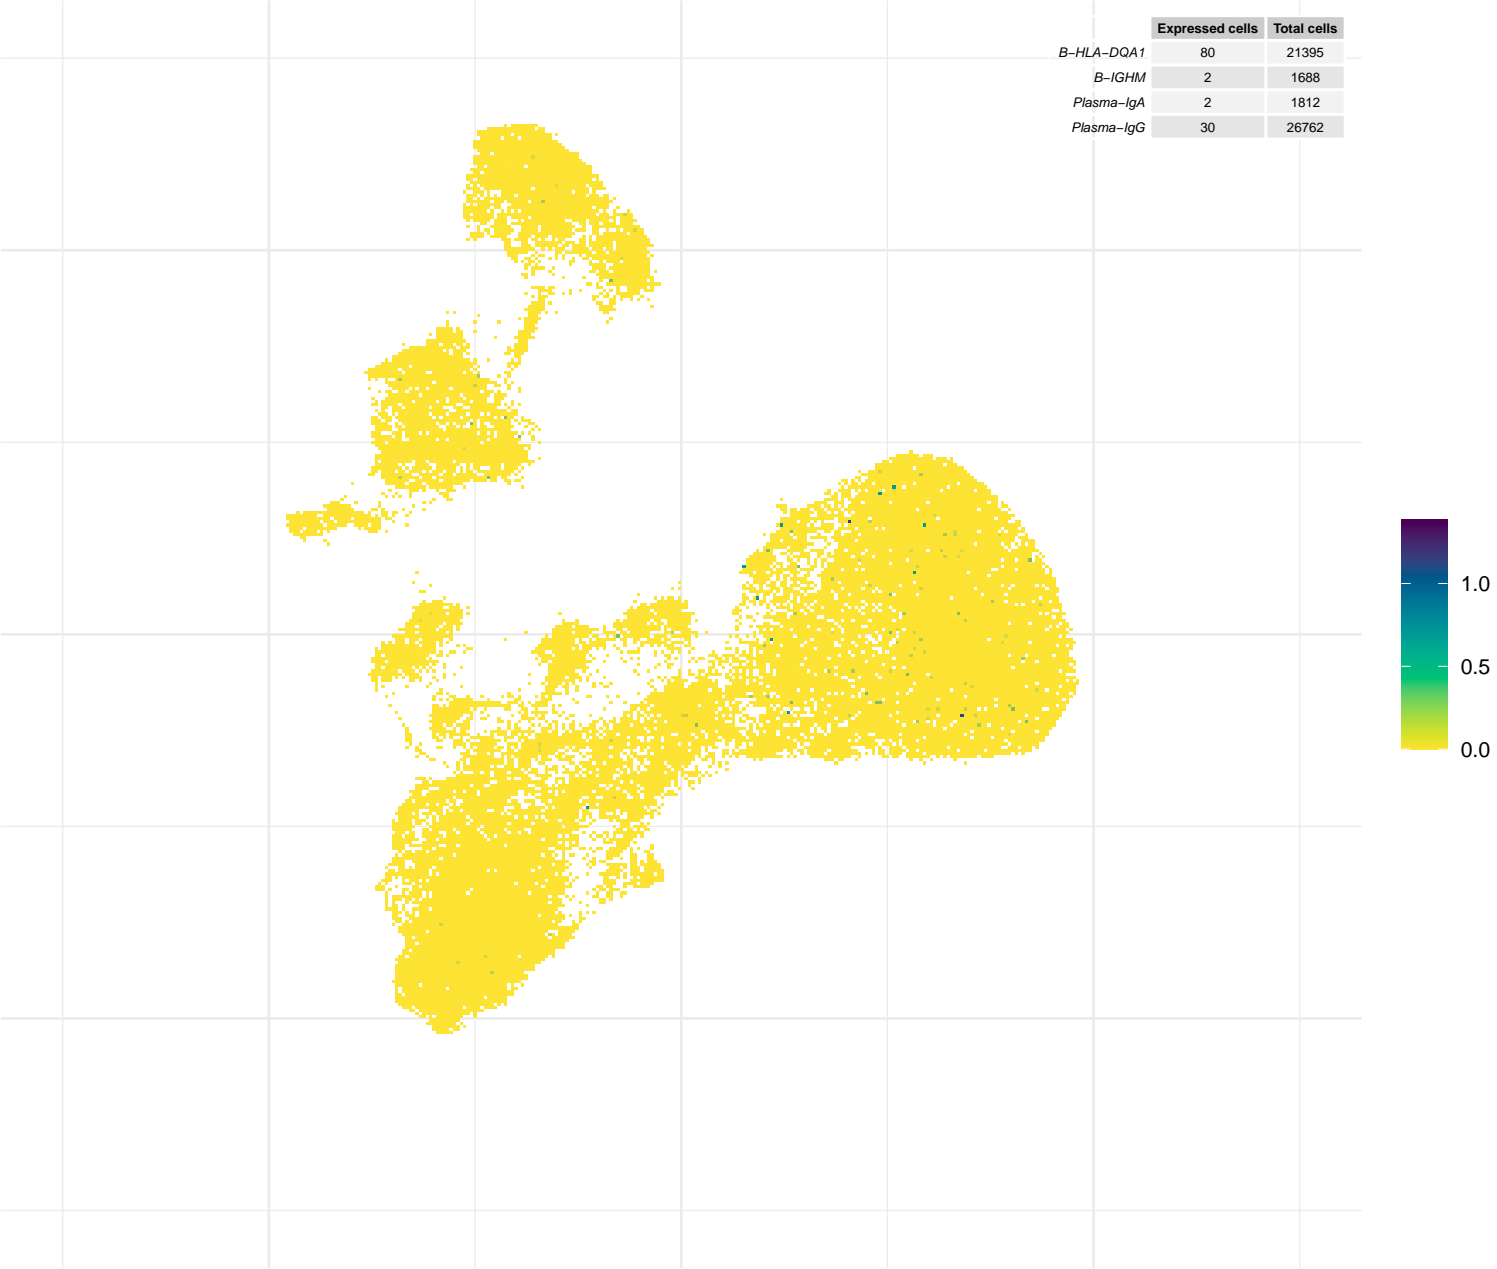 Expressed cells Total cells
B−HLA−DQA1 80 21395
B−IGHM 2 1688
Plasma−IgA 2 1812
Plasma−IgG 30 26762
1.0
0.5
0.0